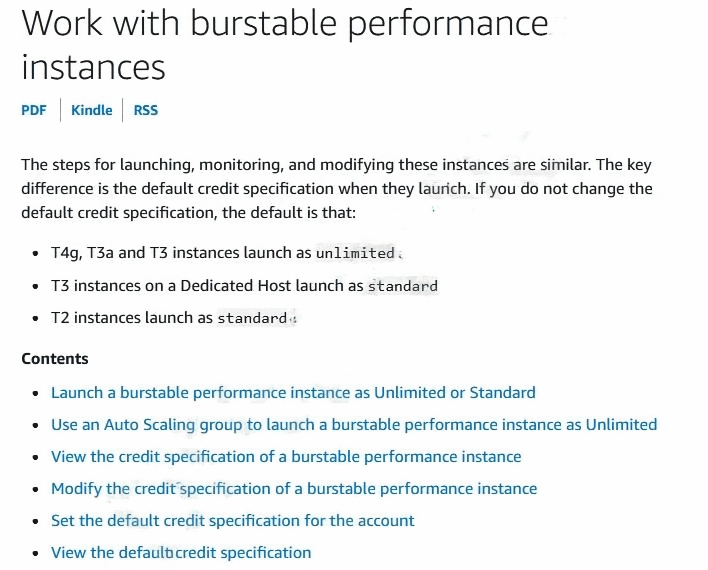 Work with burstable performance
instances
PDF | Kindle | RSS
The steps for launching, monitoring, and modifying these instances are similar. The key
difference is the default credit specification when they launch. If you do not change the
default credit specification, the default is that:
• T4g, T3a and T3 instances launch as unlimited
• T3 instances on a Dedicated Host launch as standard
• T2 instances launch as standard
Contents
• Launch a burstable performance instance as Unlimited or Standard
• Use an Auto Scaling group to launch a burstable performance instance as Unlimited
• View the credit specification of a burstable performance instance
• Modify the credit specification of a burstable performance instance
• Set the default credit specification for the account
• View the default credit specification